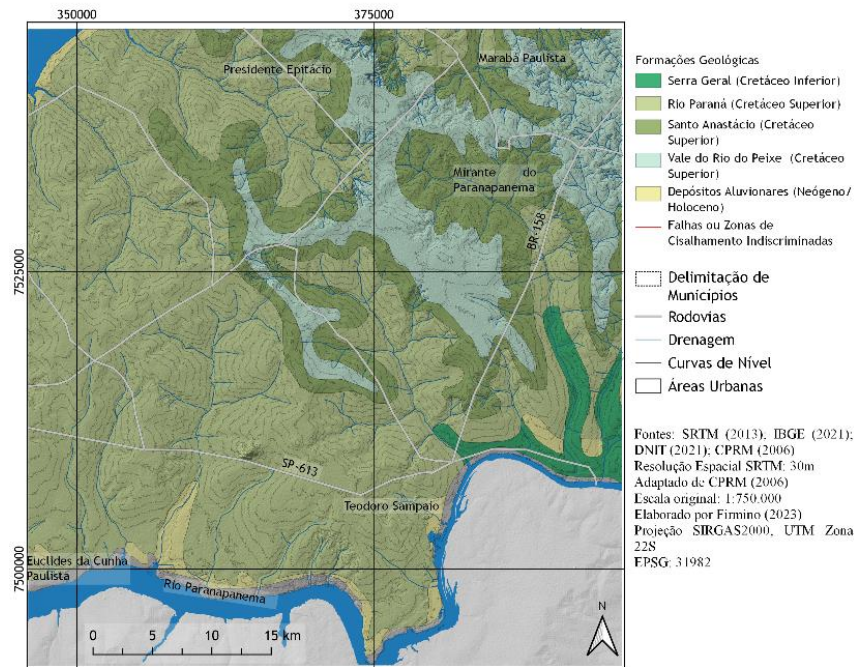 350000
375000
Presidente Epitácio
Marabá Paulista
Mirante do
Paranapanema
BR-158
7525000
SP-613
Teodoro Sampaio
7500000
Euclides da Cunha
Paulista
Rio Paranapanema
0 5 10 15 km
N
Formações Geológicas
Serra Geral (Cretáceo Inferior)
Rio Paraná (Cretáceo Superior)
Santo Anastácio (Cretáceo
Superior)
Vale do Rio do Peixe (Cretáceo
Superior)
Depósitos Aluvionares (Neógeno/
Holoceno)
Falhas ou Zonas de
Cisalhamento Indiscriminadas
Delimitação de
Municípios
Rodovias
Drenagem
Curvas de Nível
Áreas Urbanas
Fontes: SRTM (2013); IBGE (2021);
DNIT (2021); CPRM (2006)
Resolução Espacial SRTM: 30m
Adaptado de CPRM (2006)
Escala original: 1:750.000
Elaborado por Firmino (2023)
Projeção SIRGAS2000, UTM Zona
22S
EPSG: 31982